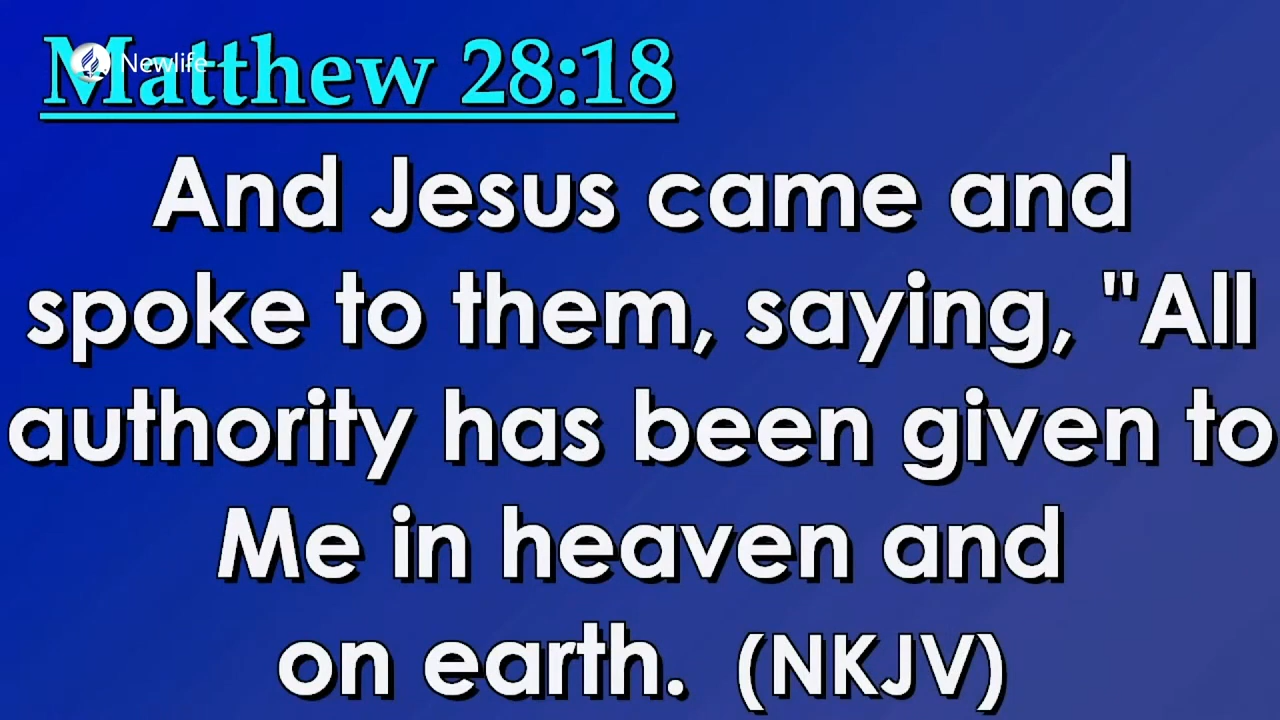 Matthew 28:18
Newlife
And Jesus came and
spoke to them, saying, "All
authority has been given to
Me in heaven and
on earth. (NKJV)